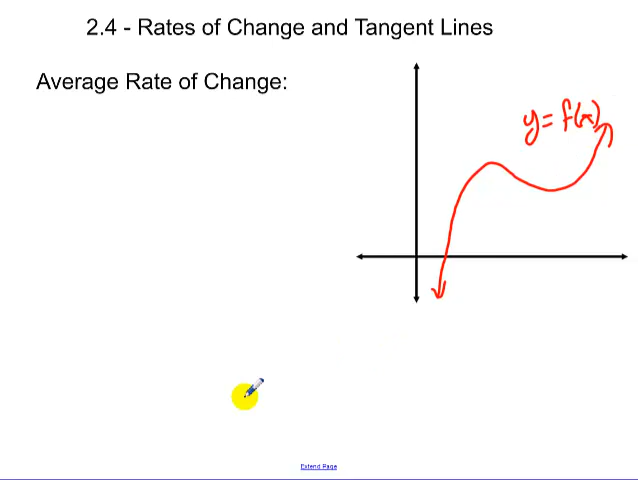 2.4 - Rates of Change and Tangent Lines
Average Rate of Change:
y = f(x)
Extend Page